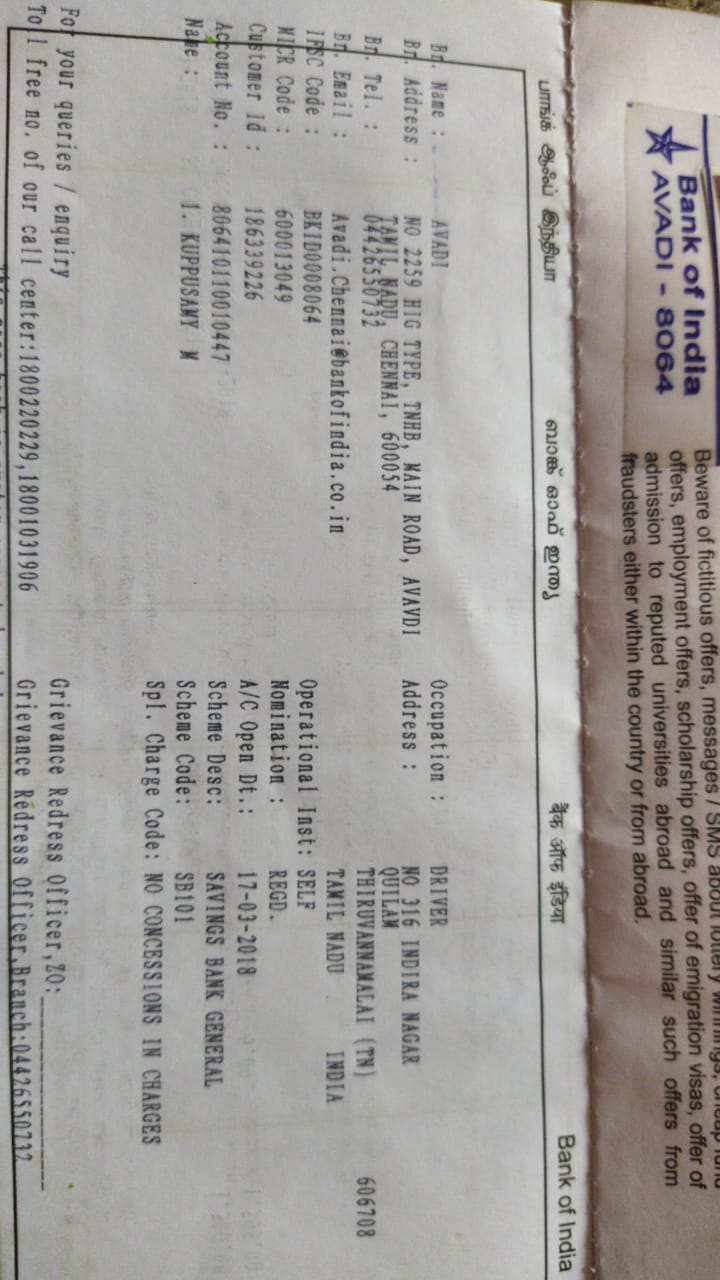 Bank of India
AVADI - 8064
Beware of fictitious offers, messages / SMS about lottery winnings, cheap fund
offers, employment offers, scholarship offers, offer of emigration visas, offer of
admission to reputed universities abroad and similar such offers from
fraudsters either within the country or from abroad.
பாங்க் ஆஃப் இந்தியா ബാങ്ക് ഓഫ് ഇന്ത്യ बैंक ऑफ इंडिया Bank of India
Br. Name : AVADI
Br. Address : NO 2259 HIG TYPE, TNHB, MAIN ROAD, AVAVDI
TAMIL NADU, CHENNAI, 600054
Br. Tel. : 04426550732
Br. Email : Avadi.Chennai@bankofindia.co.in
IFSC Code : BKID0008064
MICR Code : 600013049
Customer Id : 186339226
Account No. : 806410110010447
Name : 1. KUPPUSAMY M
Occupation : DRIVER
Address : NO 316 INDIRA NAGAR
QUILAM
THIRUVANNAMALAI (TN) 606708
TAMIL NADU INDIA
Operational Inst: SELF
Nomination : REGD.
A/C Open Dt.: 17-03-2018
Scheme Desc: SAVINGS BANK GENERAL
Scheme Code: SB101
Spl. Charge Code: NO CONCESSIONS IN CHARGES
For your queries / enquiry
Toll free no. of our call center:1800220229,18001031906
Grievance Redress Officer,ZO:
Grievance Redress Officer,Branch:04426550732